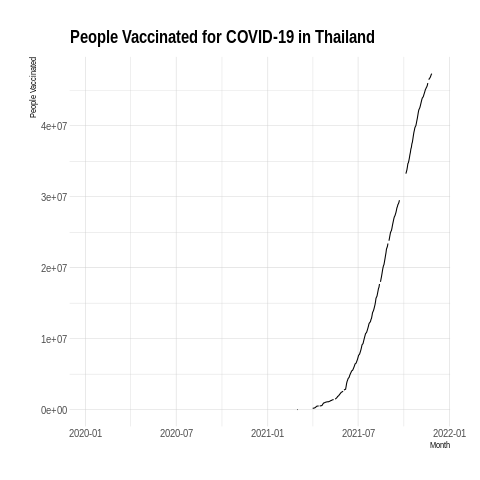 People Vaccinated for COVID-19 in Thailand
People Vaccinated
4e+07
3e+07
2e+07
1e+07
0e+00
2020-01 2020-07 2021-01 2021-07 2022-01
Month